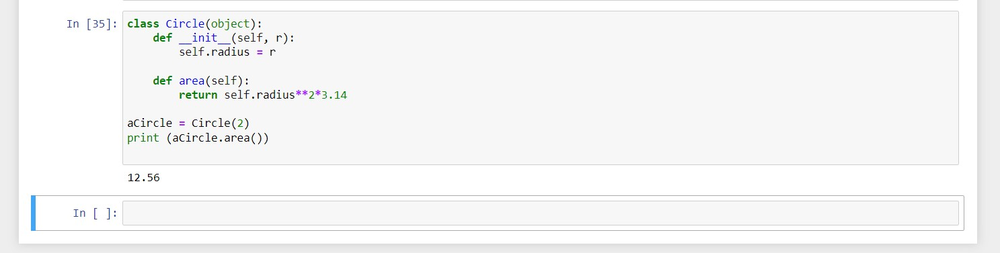 In [35]: class Circle(object):
    def __init__(self, r):
        self.radius = r

    def area(self):
        return self.radius**2*3.14

aCircle = Circle(2)
print (aCircle.area())
12.56
In [ ]: